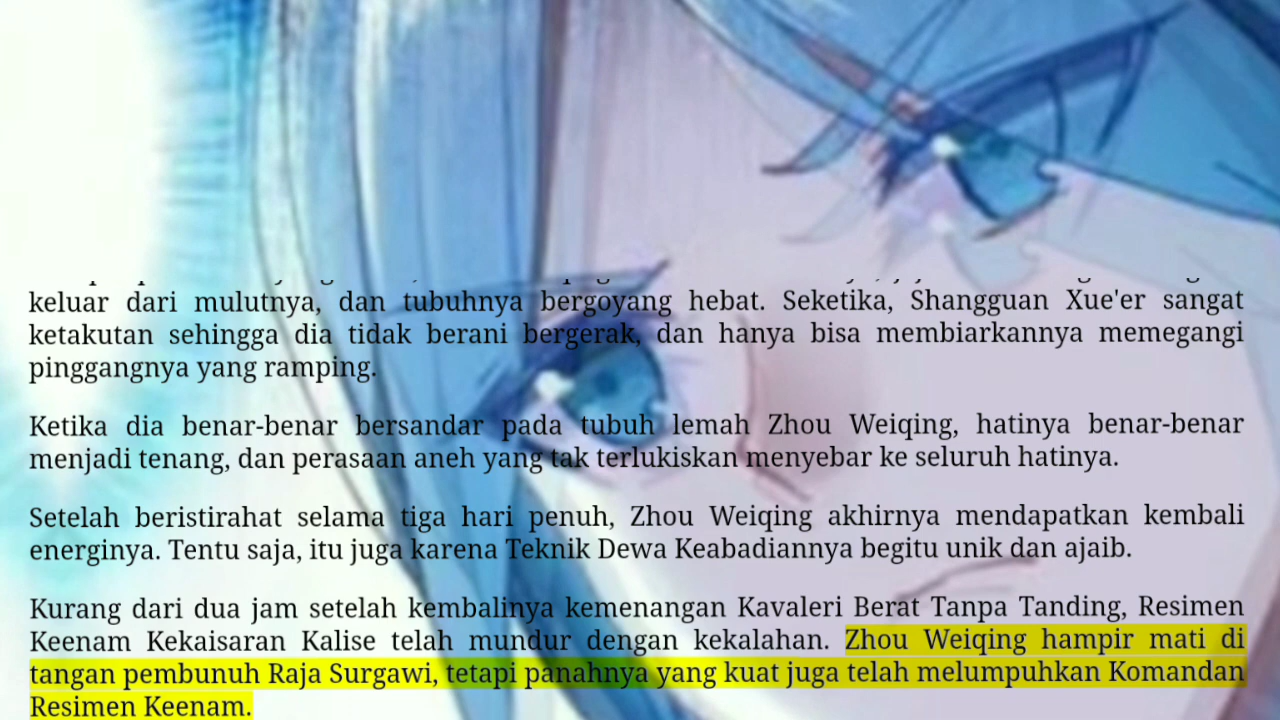 keluar dari mulutnya, dan tubuhnya bergoyang hebat. Seketika, Shangguan Xue'er sangat
ketakutan sehingga dia tidak berani bergerak, dan hanya bisa membiarkannya memegangi
pinggangnya yang ramping.
Ketika dia benar-benar bersandar pada tubuh lemah Zhou Weiqing, hatinya benar-benar
menjadi tenang, dan perasaan aneh yang tak terlukiskan menyebar ke seluruh hatinya.
Setelah beristirahat selama tiga hari penuh, Zhou Weiqing akhirnya mendapatkan kembali
energinya. Tentu saja, itu juga karena Teknik Dewa Keabadiannya begitu unik dan ajaib.
Kurang dari dua jam setelah kembalinya kemenangan Kavaleri Berat Tanpa Tanding, Resimen
Keenam Kekaisaran Kalise telah mundur dengan kekalahan. Zhou Weiqing hampir mati di
tangan pembunuh Raja Surgawi, tetapi panahnya yang kuat juga telah melumpuhkan Komandan
Resimen Keenam.